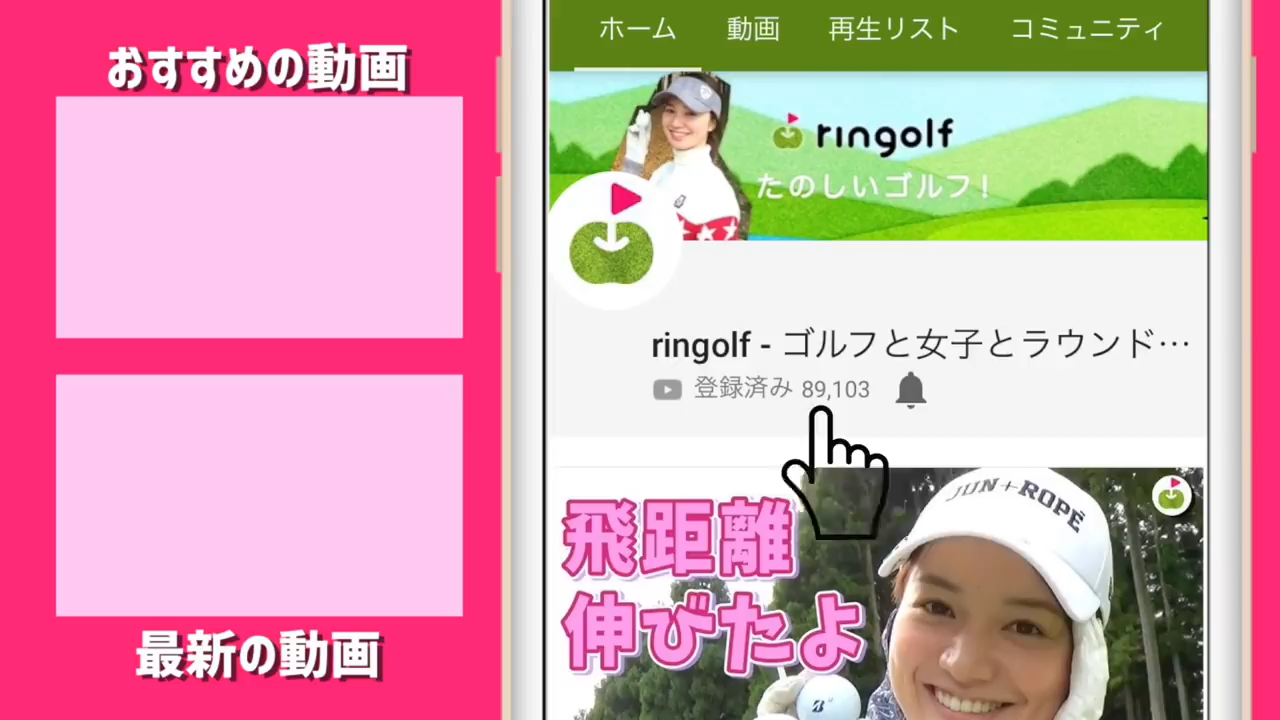 おすすめの動画
最新の動画
ホーム 動画 再生リスト コミュニティ
ringolf
たのしいゴルフ!
ringolf - ゴルフと女子とラウンド…
登録済み 89,103
飛距離
伸びたよ
JUN+ROPÉ
B